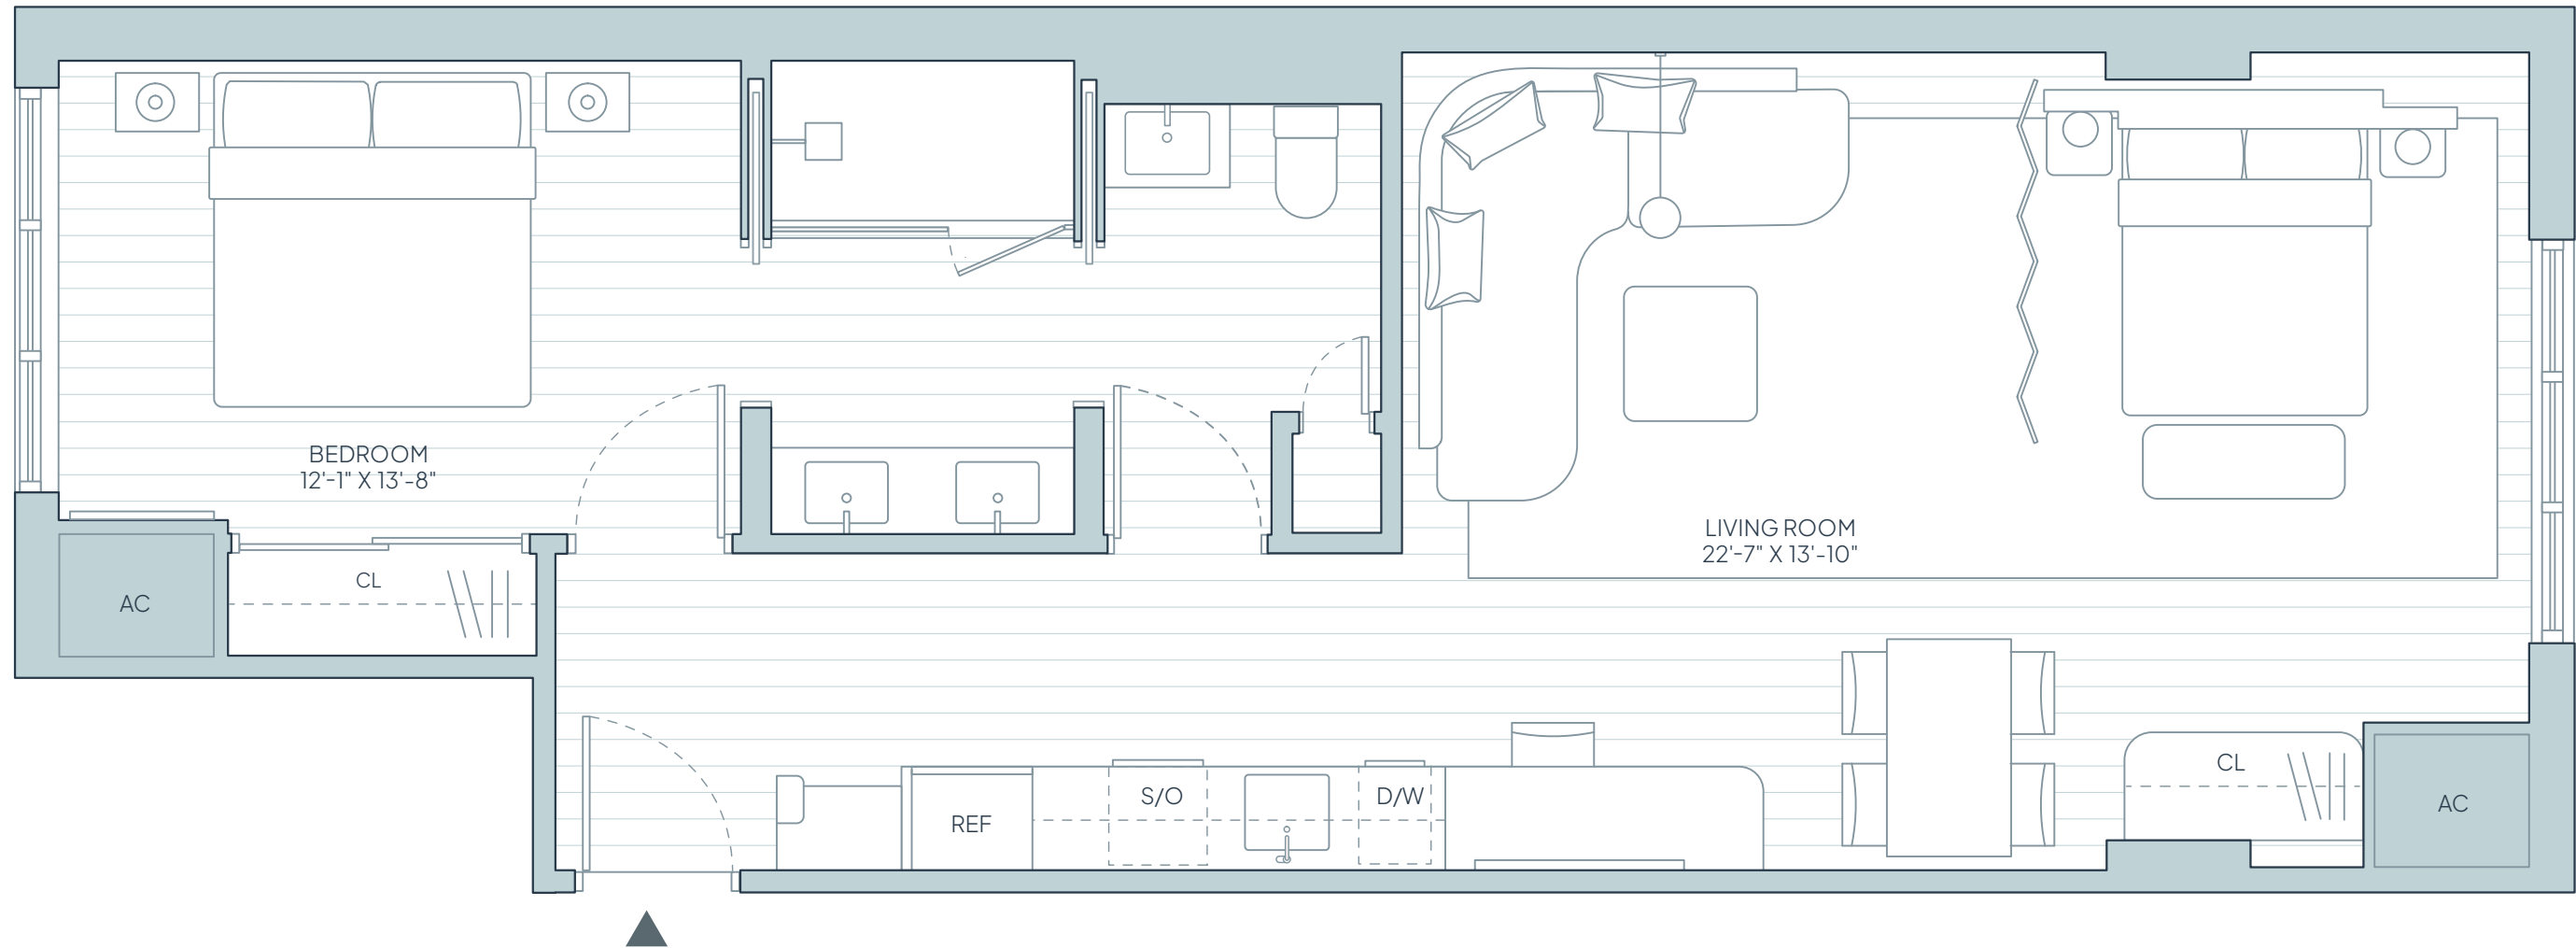 BEDROOM
12'-1" X 13'-8"
AC
CL
LIVING ROOM
22'-7" X 13'-10"
REF
S/O
D/W
CL
AC